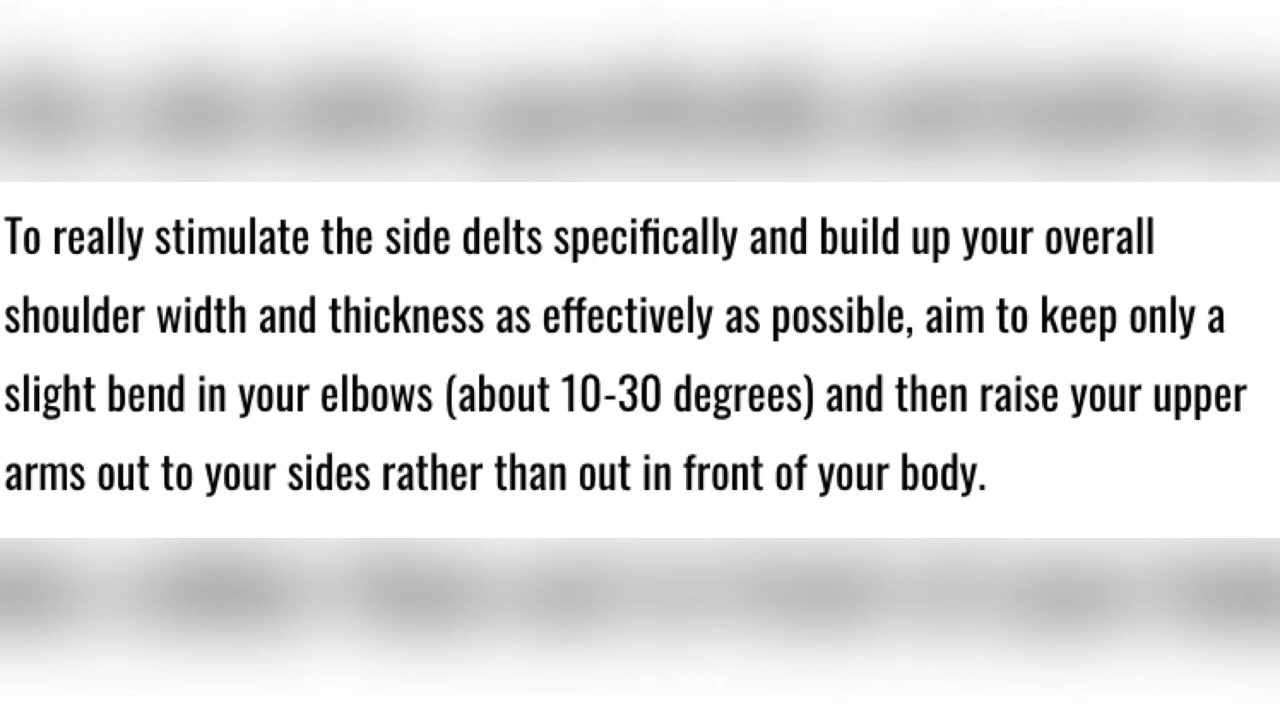 To really stimulate the side delts specifically and build up your overall
shoulder width and thickness as effectively as possible, aim to keep only a
slight bend in your elbows (about 10-30 degrees) and then raise your upper
arms out to your sides rather than out in front of your body.